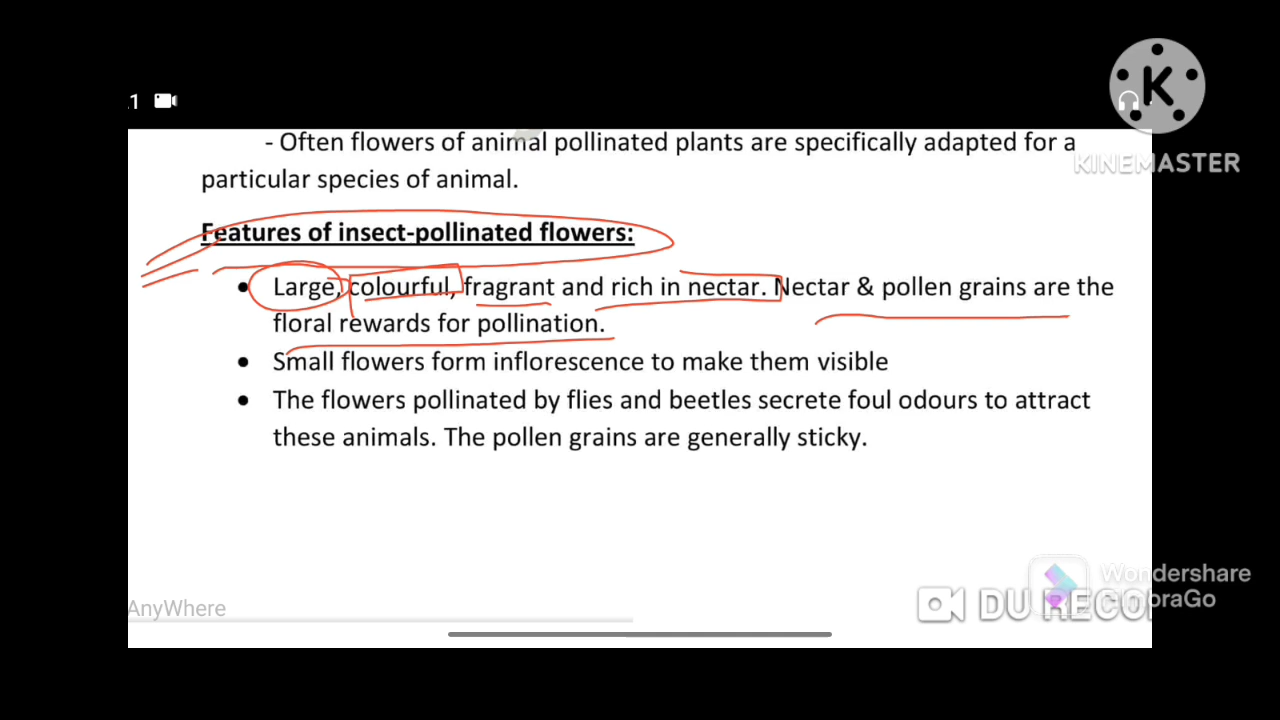 .1
- Often flowers of animal pollinated plants are specifically adapted for a
particular species of animal.
KINEMASTER
Features of insect-pollinated flowers:
• Large, colourful, fragrant and rich in nectar. Nectar & pollen grains are the
floral rewards for pollination.
• Small flowers form inflorescence to make them visible
• The flowers pollinated by flies and beetles secrete foul odours to attract
these animals. The pollen grains are generally sticky.
Wondershare
AnyWhere
DU RECO